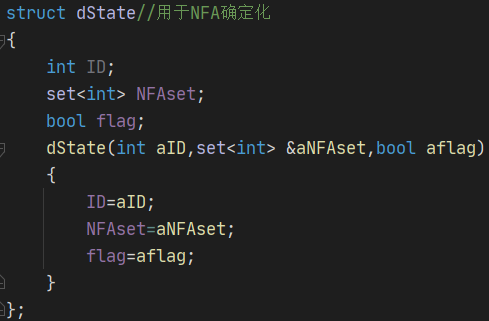 struct dState//用于NFA确定化
{
    int ID;
    set<int> NFAset;
    bool flag;
    dState(int aID,set<int> &aNFAset,bool aflag)
    {
        ID=aID;
        NFAset=aNFAset;
        flag=aflag;
    }
};